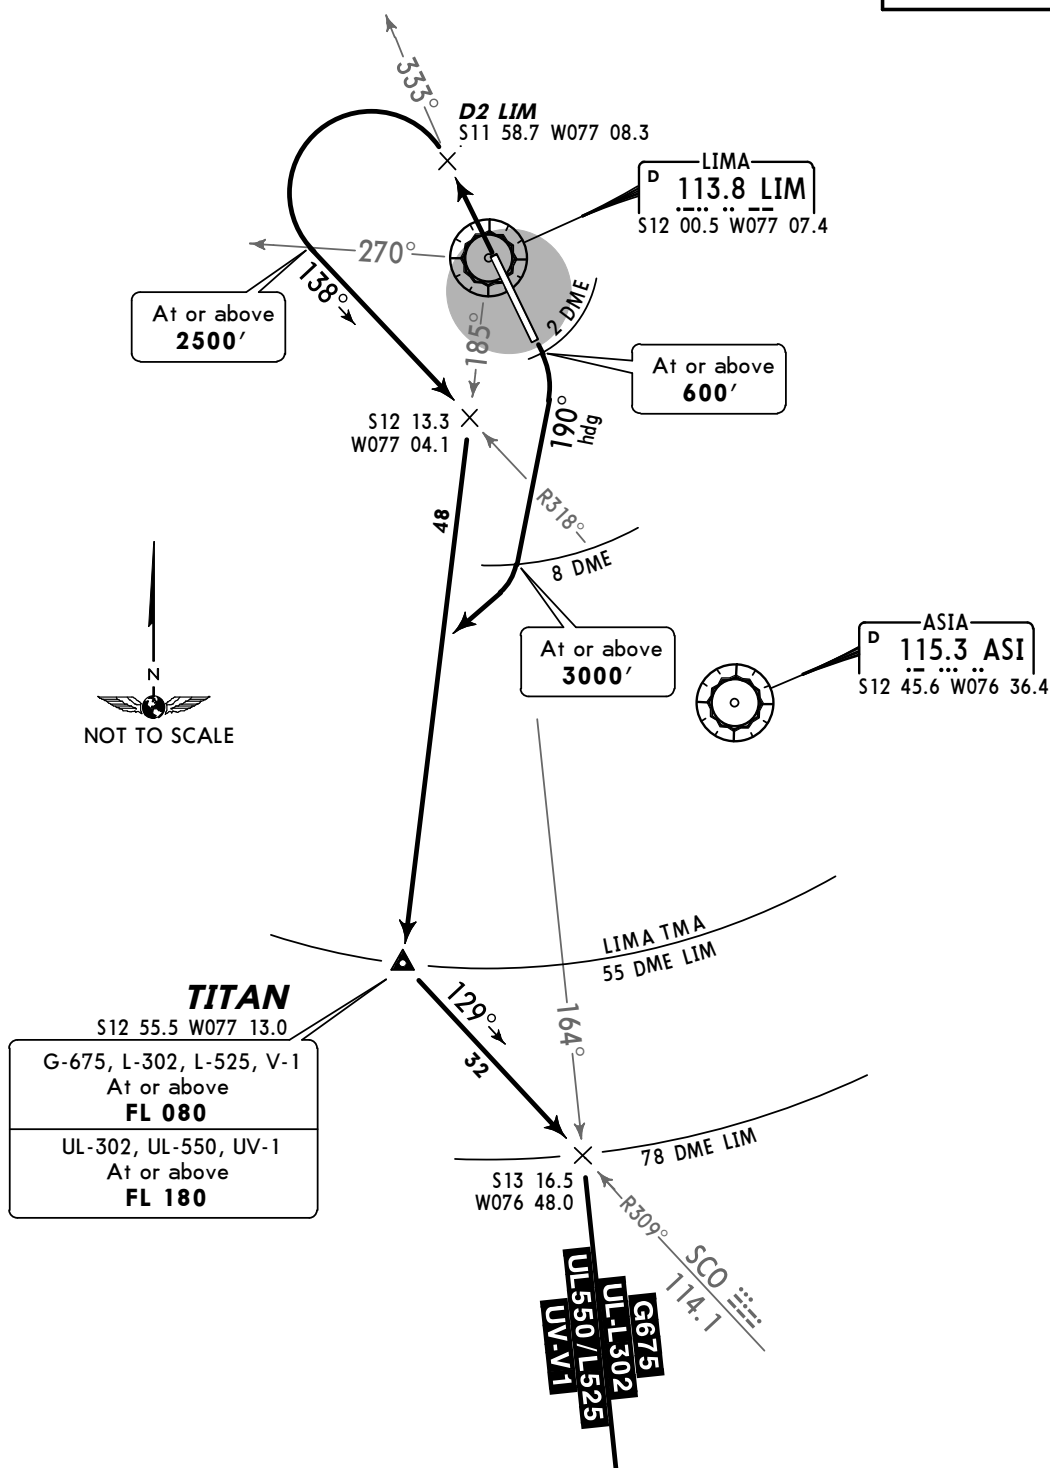 333°
D2 LIM
S11 58.7 W077 08.3
LIMA
D 113.8 LIM
S12 00.5 W077 07.4
270°
138°
At or above
2500'
185°
2 DME
At or above
600'
190°
hdg
S12 13.3
W077 04.1
R318°
48
8 DME
At or above
3000'
ASIA
D 115.3 ASI
S12 45.6 W076 36.4
N
NOT TO SCALE
LIMA TMA
55 DME LIM
TITAN
S12 55.5 W077 13.0
G-675, L-302, L-525, V-1
At or above
FL 080
UL-302, UL-550, UV-1
At or above
FL 180
129°
32
164°
78 DME LIM
S13 16.5
W076 48.0
R309°
SCO
114.1
G675
UL-L302
UL550/L525
UV-V1